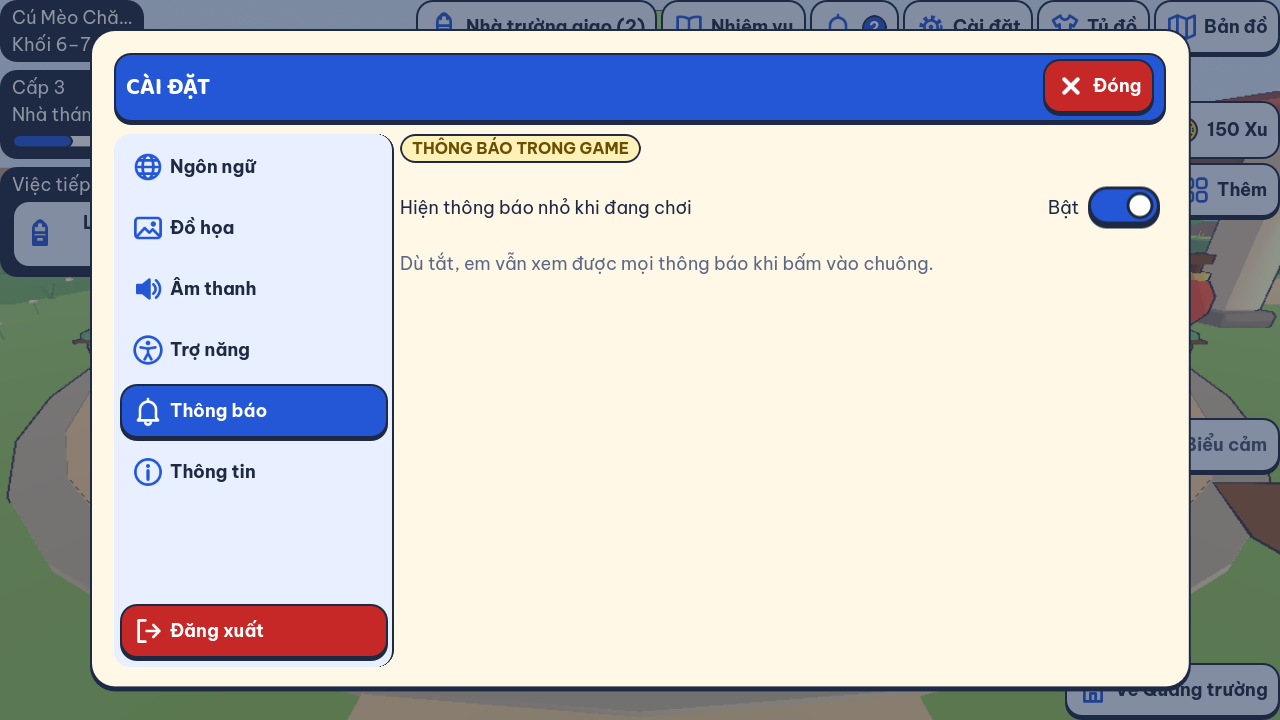 Cú Mèo Chă...
Khối 6–7
Nhà trường giao (2)
Nhiệm vụ
2
Cài đặt
Tủ đồ
Bản đồ
CÀI ĐẶT
Đóng
Cấp 3
Nhà thán
150 Xu
Việc tiếp
Thêm
Ngôn ngữ
Đồ họa
Âm thanh
Trợ năng
Thông báo
Thông tin
Đăng xuất
THÔNG BÁO TRONG GAME
Hiện thông báo nhỏ khi đang chơi
Bật
Dù tắt, em vẫn xem được mọi thông báo khi bấm vào chuông.
Biểu cảm
Về Quảng trường